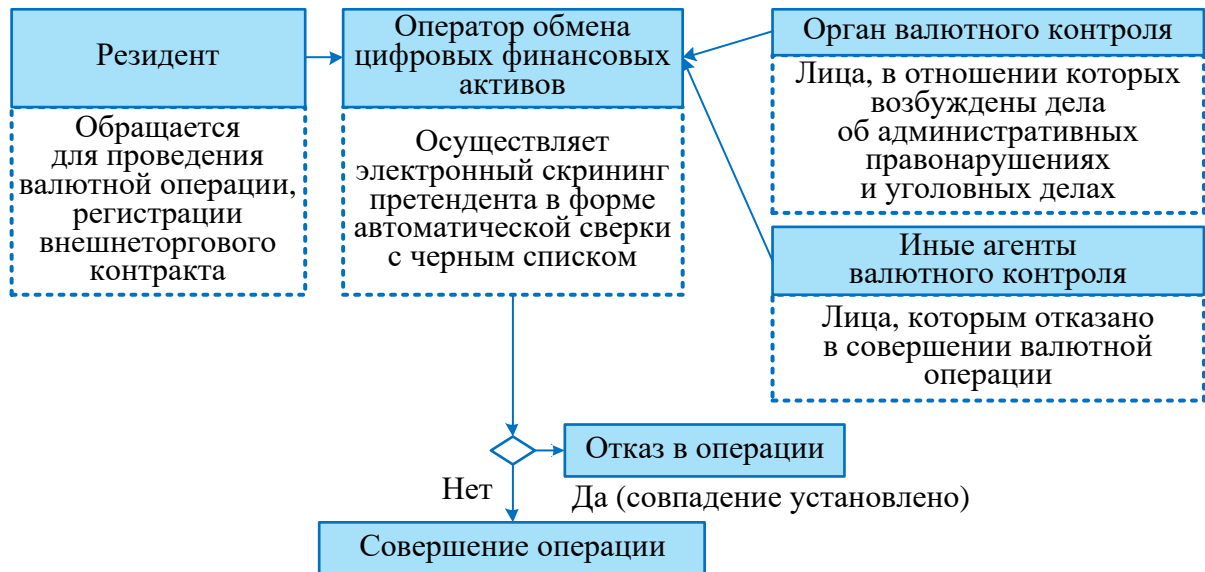 Резидент
Обращается
для проведения
валютной операции,
регистрации
внешнеторгового
контракта
Оператор обмена
цифровых финансовых
активов
Осуществляет
электронный скрининг
претендента в форме
автоматической сверки
с черным списком
Орган валютного контроля
Лица, в отношении которых
возбуждены дела
об административных
правонарушениях
и уголовных делах
Иные агенты
валютного контроля
Лица, которым отказано
в совершении валютной
операции
Отказ в операции
Нет
Да (совпадение установлено)
Совершение операции